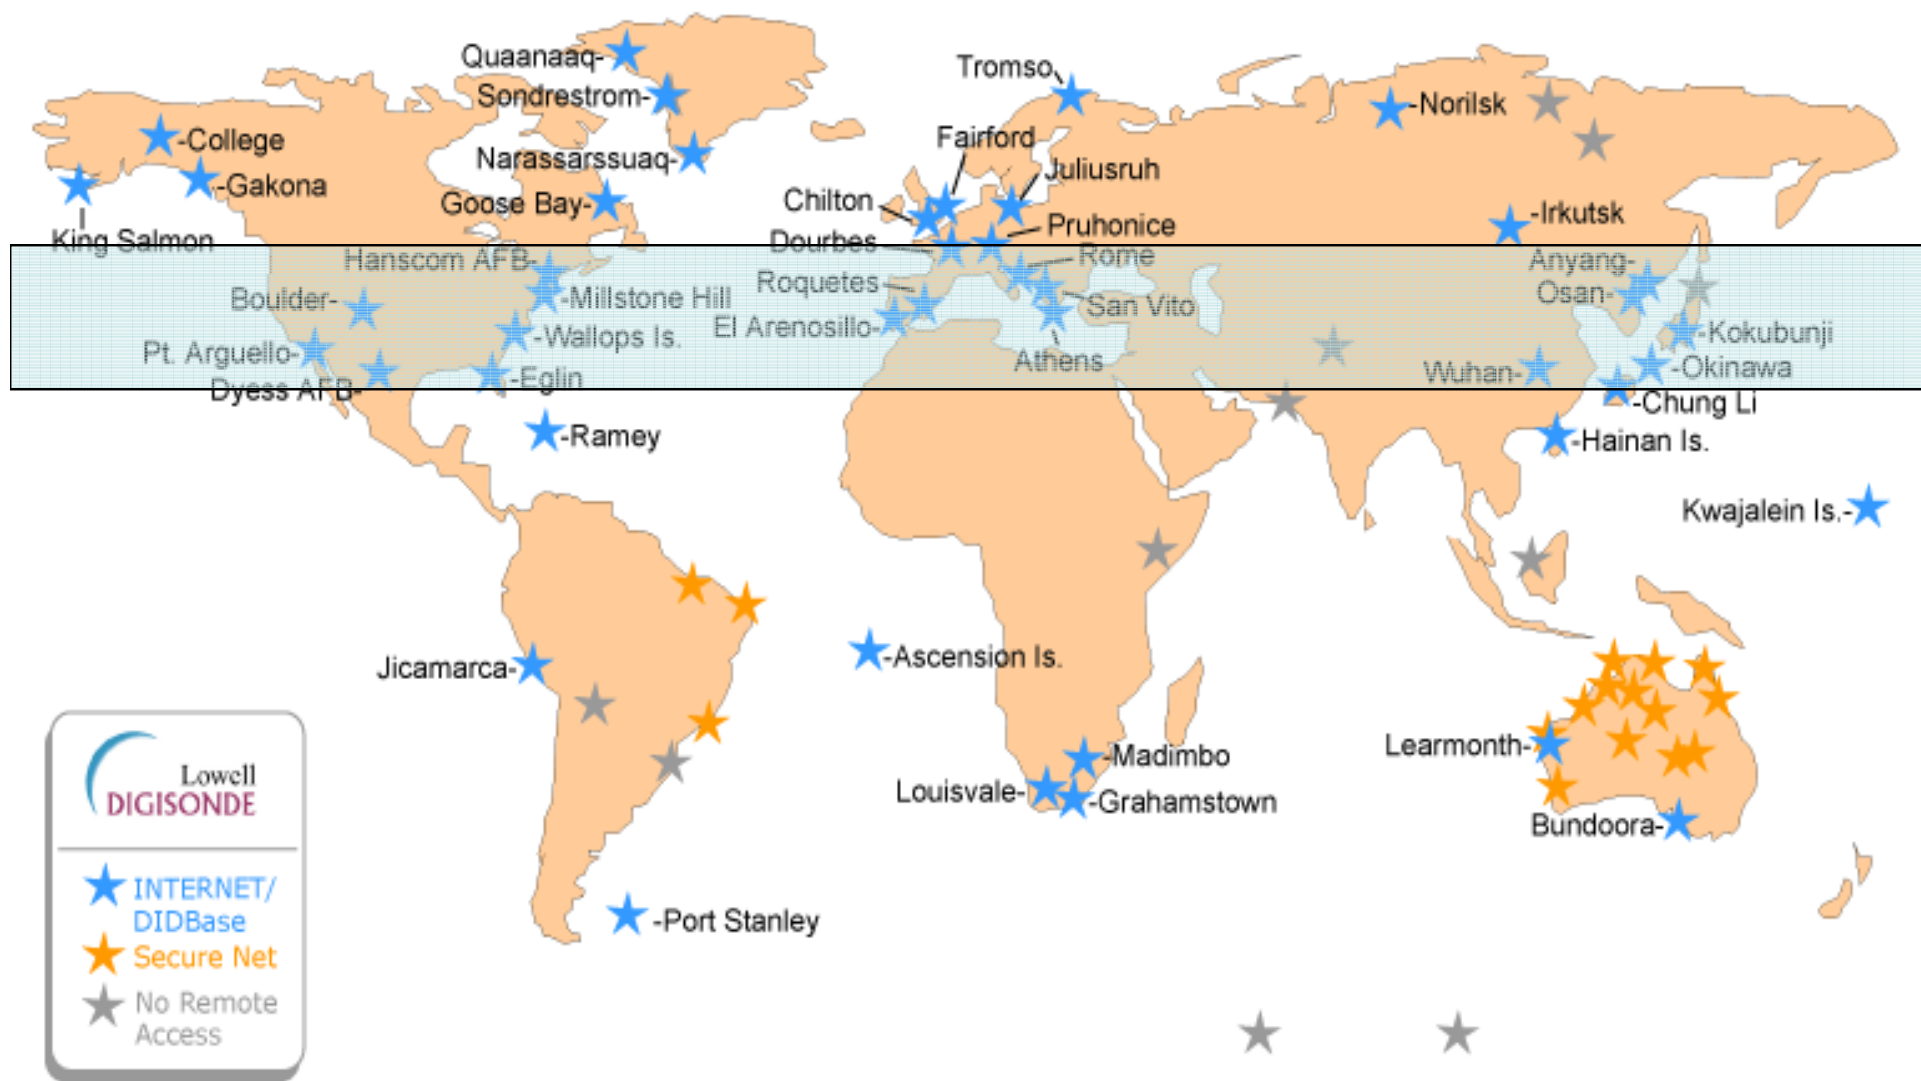 Quaanaaq-
Tromso
Sondrestrom-
-Norilsk
-College
Fairford
Narassarssuaq-
Juliusruh
-Gakona
Goose Bay-
Chilton
-Irkutsk
Pruhonice
King Salmon
Dourbes
Hanscom AFB-
Rome
Anyang-
Roquetes
Osan-
Boulder-
-Millstone Hill
San Vito
El Arenosillo-
-Wallops Is.
-Kokubunji
Pt. Arguello-
Athens
Wuhan-
-Okinawa
-Eglin
Dyess AFB-
-Chung Li
-Ramey
-Hainan Is.
Kwajalein Is.-
-Ascension Is.
Jicamarca-
Learmonth-
-Madimbo
Louisvale-
-Grahamstown
Bundoora-
-Port Stanley
Lowell
DIGISONDE
INTERNET/
DIDBase
Secure Net
No Remote
Access